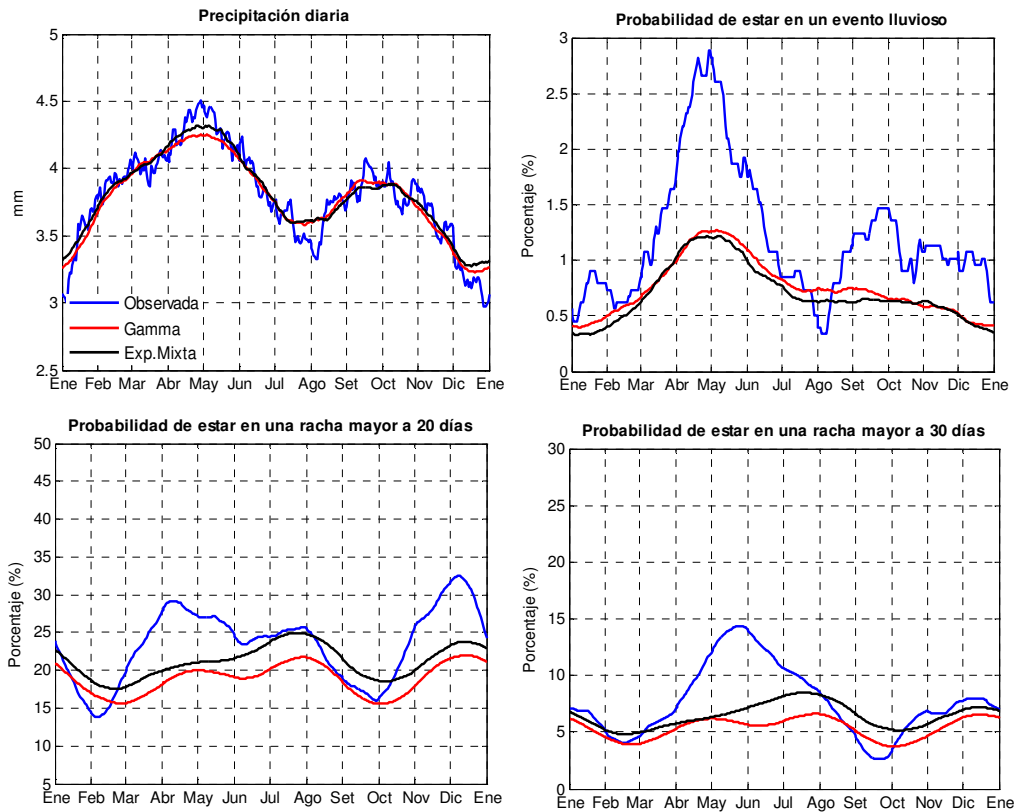 Precipitación diaria
5
4.5
4
3.5
3
2.5
mm
Observada
Gamma
Exp.Mixta
Ene Feb Mar Abr May Jun Jul Ago Set Oct Nov Dic Ene
Probabilidad de estar en un evento lluvioso
3
2.5
2
1.5
1
0.5
0
Porcentaje (%)
Ene Feb Mar Abr May Jun Jul Ago Set Oct Nov Dic Ene
Probabilidad de estar en una racha mayor a 20 días
50
45
40
35
30
25
20
15
10
5
Porcentaje (%)
Ene Feb Mar Abr May Jun Jul Ago Set Oct Nov Dic Ene
Probabilidad de estar en una racha mayor a 30 días
30
25
20
15
10
5
0
Porcentaje (%)
Ene Feb Mar Abr May Jun Jul Ago Set Oct Nov Dic Ene